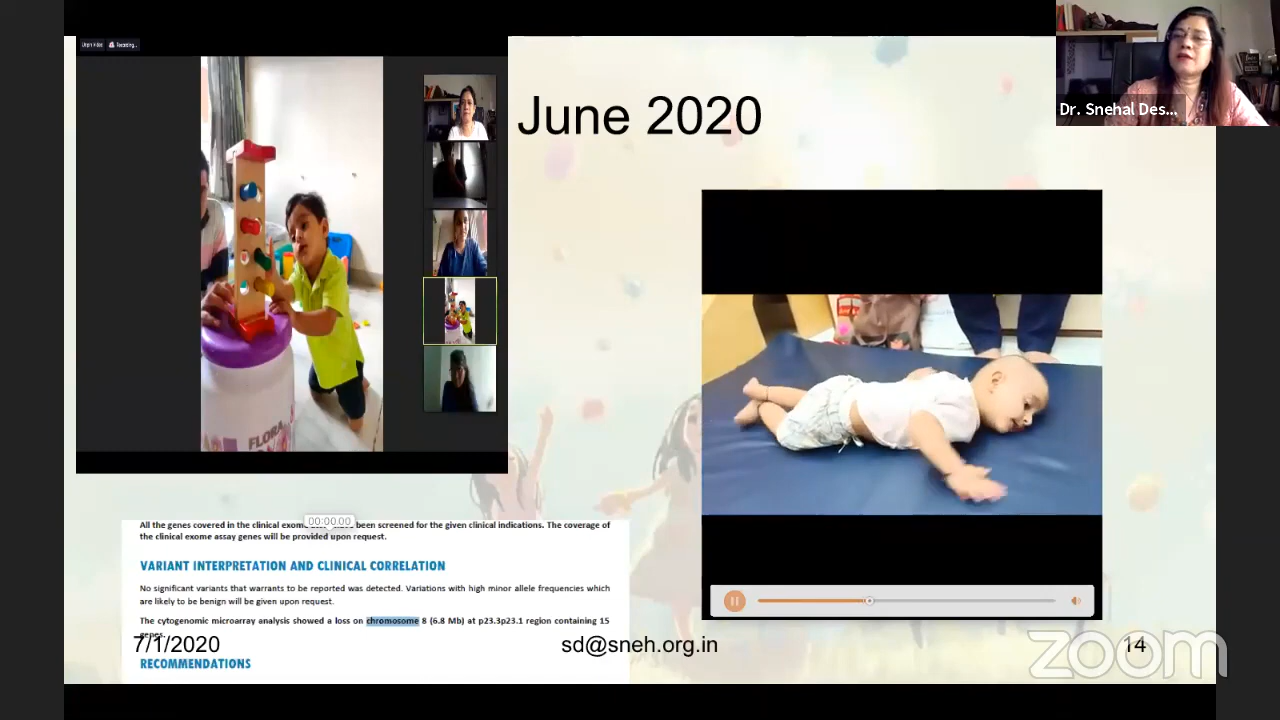 June 2020
Dr. Snehal Des...
FLORA
00:00.00
All the genes covered in the clinical exome been screened for the given clinical indications. The coverage of
the clinical exome assay genes will be provided upon request.
VARIANT INTERPRETATION AND CLINICAL CORRELATION
No significant variants that warrants to be reported was detected. Variations with high minor allele frequencies which
are likely to be benign will be given upon request.
The cytogenomic microarray analysis showed a loss on chromosome 8 (6.8 Mb) at p23.3p23.1 region containing 15
genes.
7/1/2020
sd@sneh.org.in
14
RECOMMENDATIONS
zoom